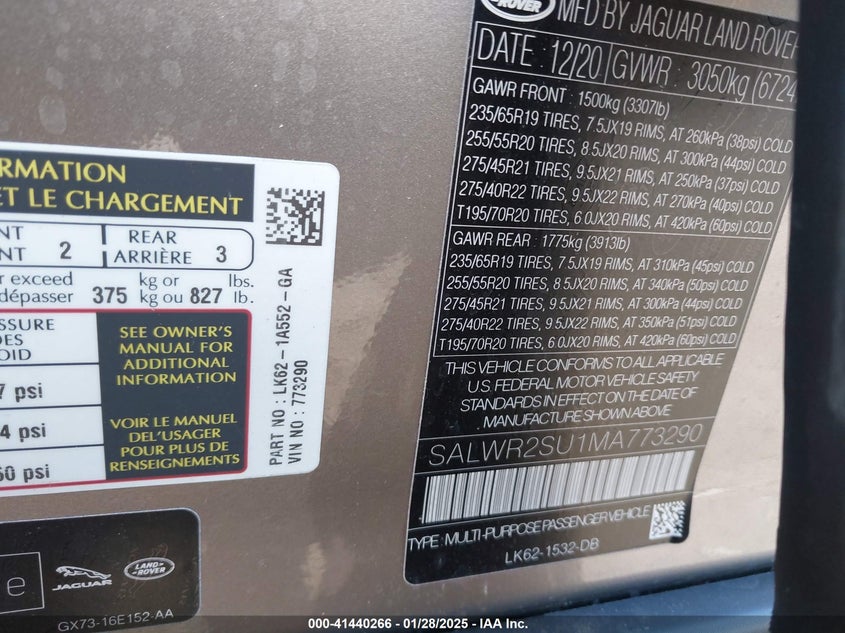 RMATION
ET LE CHARGEMENT
NT 2 REAR ARRIÈRE 3
exceed kg or lbs.
dépasser 375 kg ou 827 lb.
ESSURE
DES
OID
7 psi
4 psi
60 psi
SEE OWNER'S
MANUAL FOR
ADDITIONAL
INFORMATION
VOIR LE MANUEL
DEL'USAGER
POUR PLUS DE
RENSEIGNEMENTS
PART NO : LK62-1A552-GA
VIN NO : 773290
e
JAGUAR
LAND ROVER
GX73-16E152-AA
ROVER
MFD BY JAGUAR LAND ROVER
DATE 12/20 GVWR : 3050kg (6724
GAWR FRONT : 1500kg (3307lb)
235/65R19 TIRES, 7.5JX19 RIMS, AT 260kPa (38psi) COLD
255/55R20 TIRES, 8.5JX20 RIMS, AT 300kPa (44psi) COLD
275/45R21 TIRES, 9.5JX21 RIMS, AT 250kPa (37psi) COLD
275/40R22 TIRES, 9.5JX22 RIMS, AT 270kPa (40psi) COLD
T195/70R20 TIRES, 6.0JX20 RIMS, AT 420kPa (60psi) COLD
GAWR REAR : 1775kg (3913lb)
235/65R19 TIRES, 7.5JX19 RIMS, AT 310kPa (45psi) COLD
255/55R20 TIRES, 8.5JX20 RIMS, AT 340kPa (50psi) COLD
275/45R21 TIRES, 9.5JX21 RIMS, AT 300kPa (44psi) COLD
275/40R22 TIRES, 9.5JX22 RIMS, AT 350kPa (51psi) COLD
T195/70R20 TIRES, 6.0JX20 RIMS, AT 420kPa (60psi) COLD
THIS VEHICLE CONFORMS TO ALL APPLICABLE
U.S. FEDERAL MOTOR VEHICLE SAFETY
STANDARDS IN EFFECT ON THE DATE OF
MANUFACTURE SHOWN ABOVE
SALWR2SU1MA773290
TYPE: MULTI-PURPOSE PASSENGER VEHICLE
LK62-1532-DB
000-41440266 - 01/28/2025 - IAA Inc.